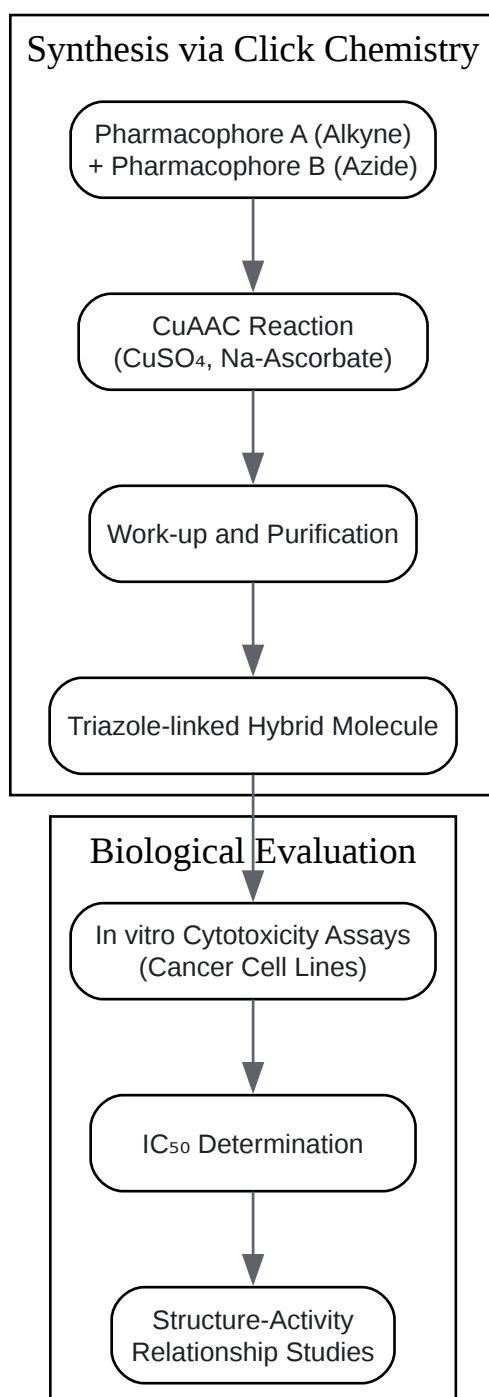 Synthesis via Click Chemistry
Pharmacophore A (Alkyne)
+ Pharmacophore B (Azide)
CuAAC Reaction
(CuSO₄, Na-Ascorbate)
Work-up and Purification
Triazole-linked Hybrid Molecule
Biological Evaluation
In vitro Cytotoxicity Assays
(Cancer Cell Lines)
IC₅₀ Determination
Structure-Activity
Relationship Studies